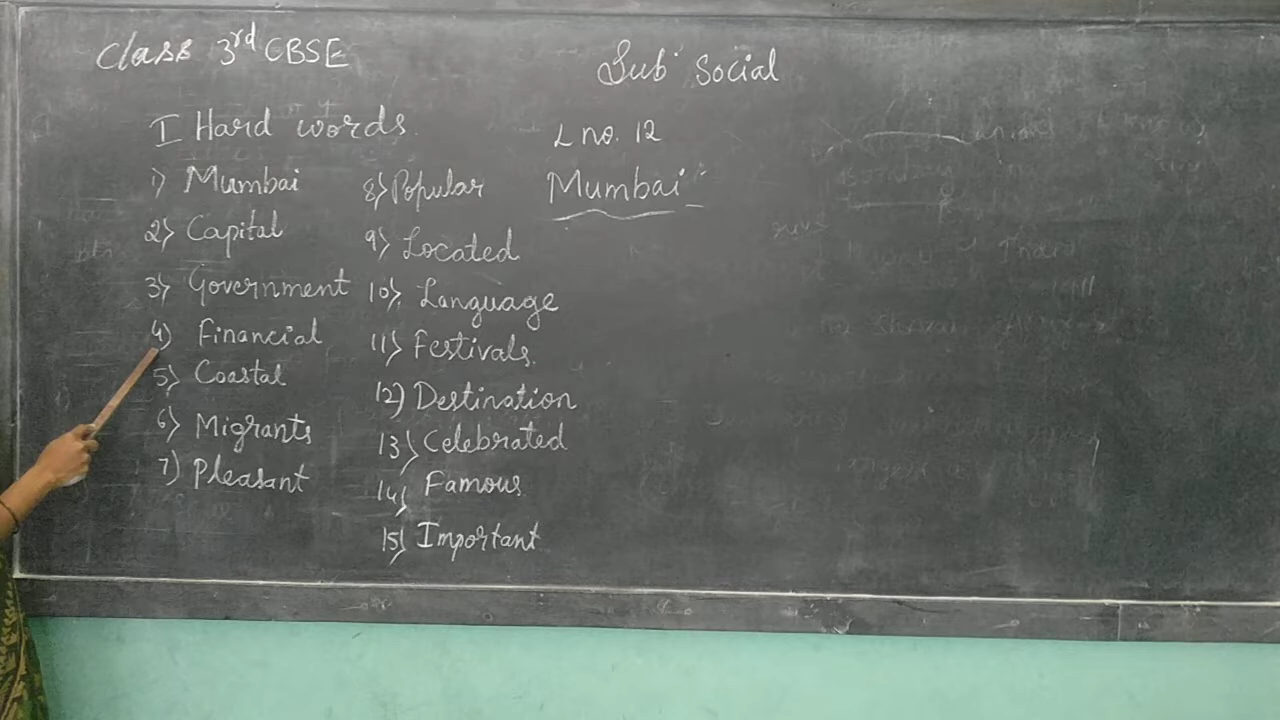 Class 3rd CBSE
Sub: Social
L no. 12
Mumbai:
I Hard words.
1) Mumbai
2) Capital
3) Government
4) Financial
5) Coastal
6) Migrants
7) Pleasant
8) Popular
9) Located
10) Language
11) Festivals.
12) Destination
13) Celebrated
14) Famous
15) Important